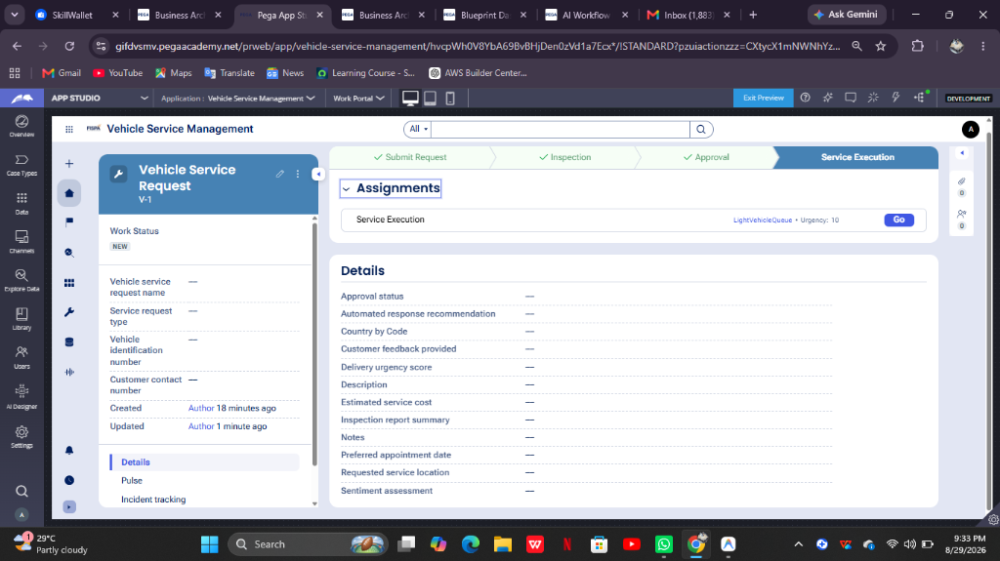 SkillWallet
Business Arc
Pega App St
Business Arc
Blueprint Da
AI Workflow
Inbox (1,883
Ask Gemini
gifdvsmv.pegaacademy.net/prweb/app/vehicle-service-management/hvcpWh0V8YbA69BvBHjDen0zVd1a7Ecx*/!STANDARD?pzuiactionzzz=CXtycX1mNWNhYz...
Gmail
YouTube
Maps
Translate
News
Learning Course - S...
AWS Builder Center...
APP STUDIO
Application : Vehicle Service Management
Work Portal
Exit Preview
DEVELOPMENT
Overview
Case Types
Data
Channels
Explore Data
Library
Users
AI Designer
Settings
A
PEGA Vehicle Service Management
All
A
Vehicle Service Request
V-1
Work Status
NEW
Vehicle service request name —
Service request type —
Vehicle identification number —
Customer contact number —
Created Author 18 minutes ago
Updated Author 1 minute ago
Details
Pulse
Incident tracking
Submit Request
Inspection
Approval
Service Execution
Assignments
Service Execution
LightVehicleQueue • Urgency: 10
Go
Details
Approval status —
Automated response recommendation —
Country by Code —
Customer feedback provided —
Delivery urgency score —
Description —
Estimated service cost —
Inspection report summary —
Notes —
Preferred appointment date —
Requested service location —
Sentiment assessment —
0
0
1
29°C
Partly cloudy
Search
9:33 PM
8/29/2026